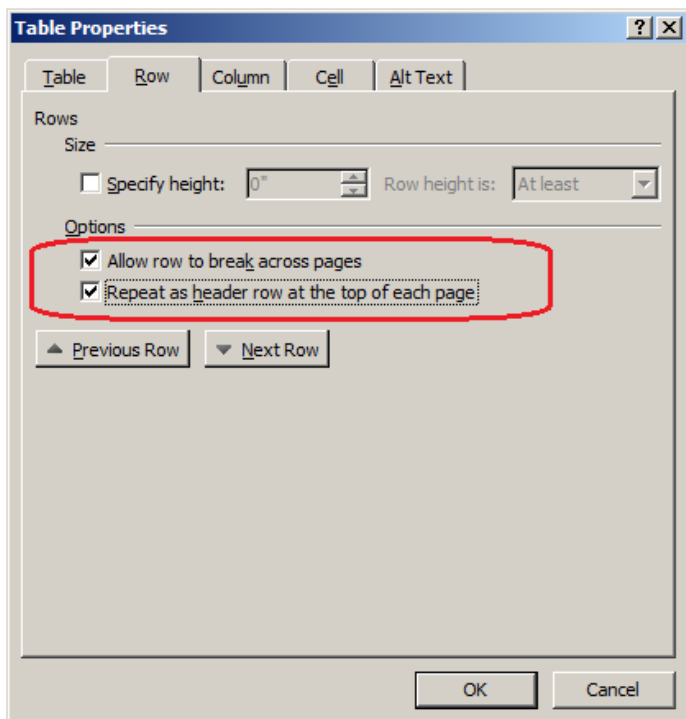 Table Properties
Table Row Column Cell Alt Text
Rows
Size
Specify height: 0" Row height is: At least
Options
Allow row to break across pages
Repeat as header row at the top of each page
Previous Row Next Row
OK Cancel